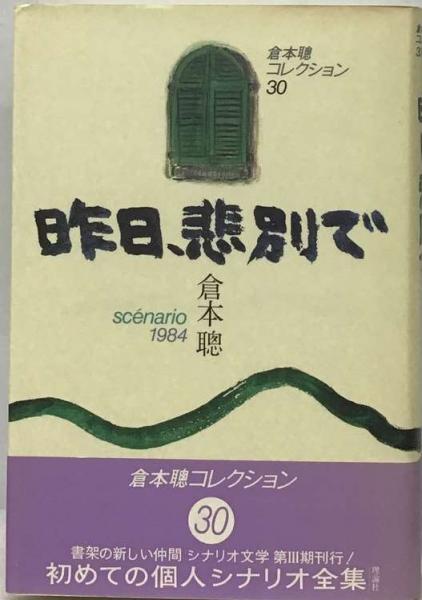 倉本聰
コレクション
30
昨日、悲別で
倉本聰
scénario
1984
倉本聰コレクション
30
書架の新しい仲間 シナリオ文学 第III期刊行!
初めての個人シナリオ全集
理論社